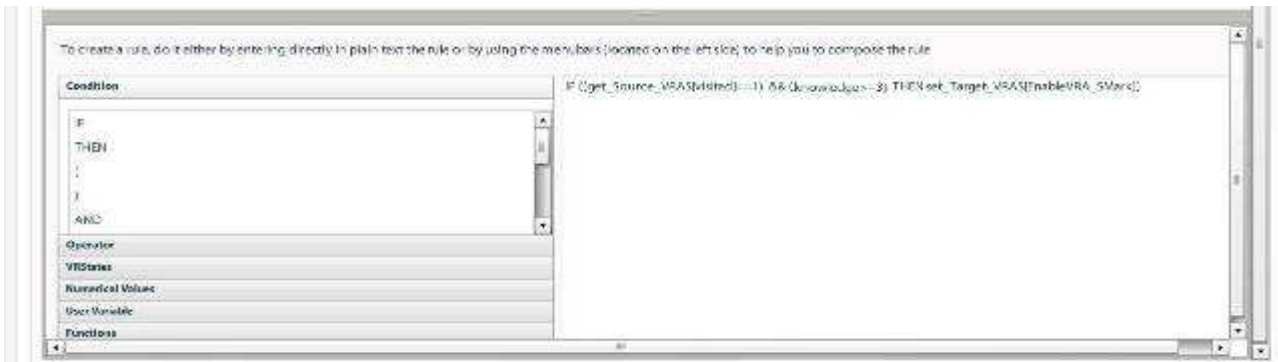 To create a rule, do it either by entering directly in plain text the rule or by using the menubars (located on the left side) to help you to compose the rule
Condition
IF ((get_Source_VRAS(visited)==1) && (knowledge>=3) THEN set_Target_VRAS(EnableVRA_SMark))
IF
THEN
(
)
AND
Operator
VRStates
Numerical Values
User Variable
Functions